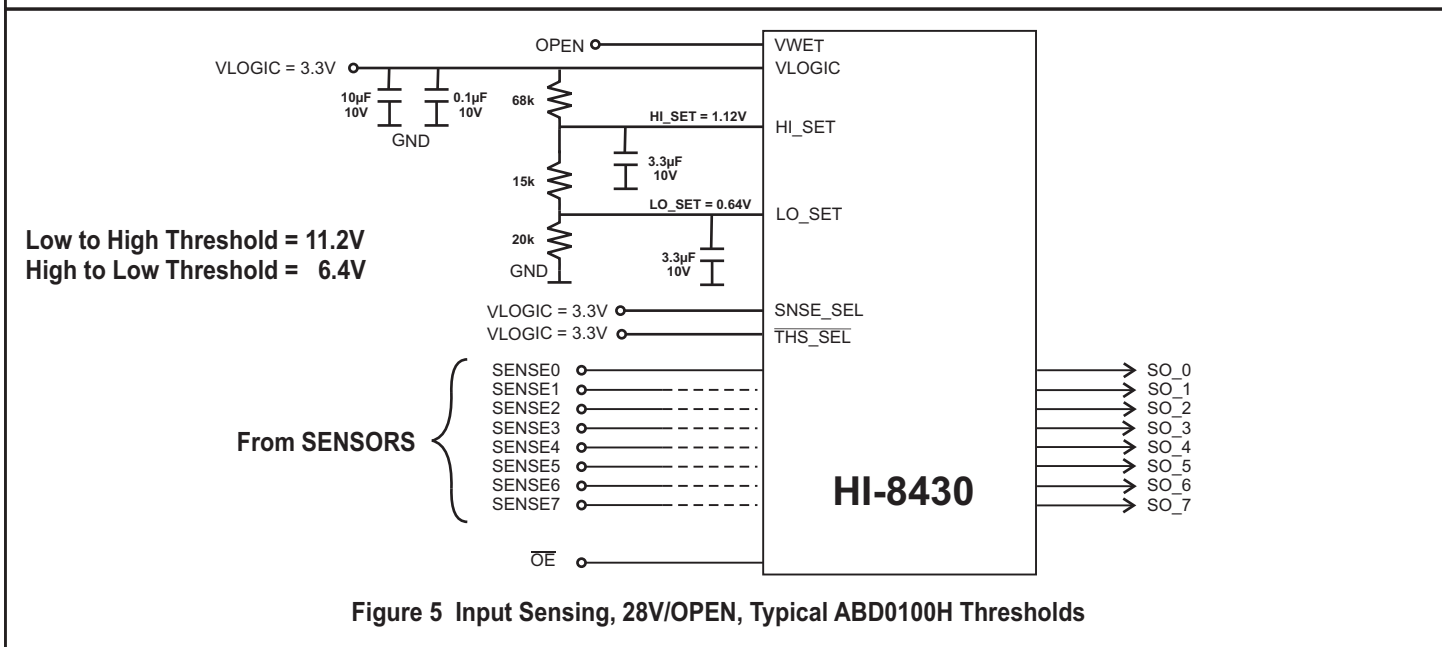 OPEN
VWET
VLOGIC = 3.3V
VLOGIC
10µF
10V
0.1µF
10V
GND
68k
HI_SET = 1.12V
HI_SET
3.3µF
10V
15k
LO_SET = 0.64V
LO_SET
Low to High Threshold = 11.2V
High to Low Threshold = 6.4V
20k
GND
3.3µF
10V
VLOGIC = 3.3V
SNSE_SEL
VLOGIC = 3.3V
THS_SEL
From SENSORS
SENSE0
SENSE1
SENSE2
SENSE3
SENSE4
SENSE5
SENSE6
SENSE7
HI-8430
SO_0
SO_1
SO_2
SO_3
SO_4
SO_5
SO_6
SO_7
OE
Figure 5 Input Sensing, 28V/OPEN, Typical ABD0100H Thresholds